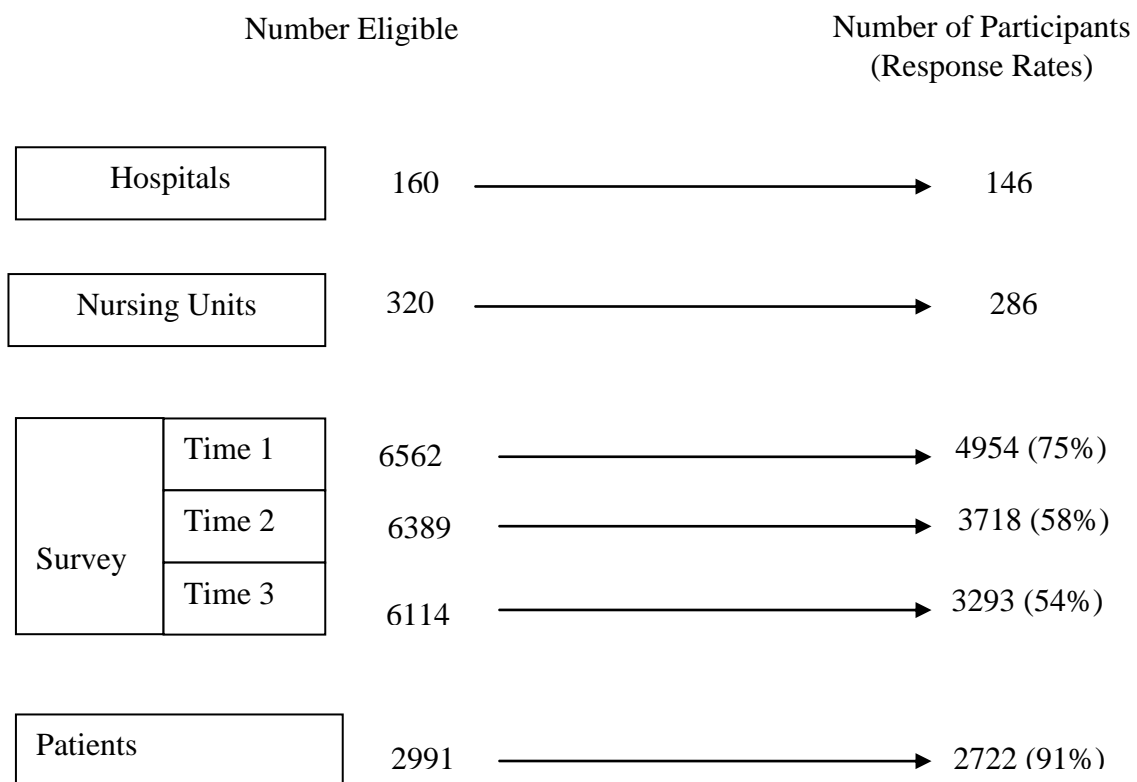 Number Eligible
Number of Participants
(Response Rates)
Hospitals 160 146
Nursing Units 320 286
Survey
Time 1 6562 4954 (75%)
Time 2 6389 3718 (58%)
Time 3 6114 3293 (54%)
Patients 2991 2722 (91%)